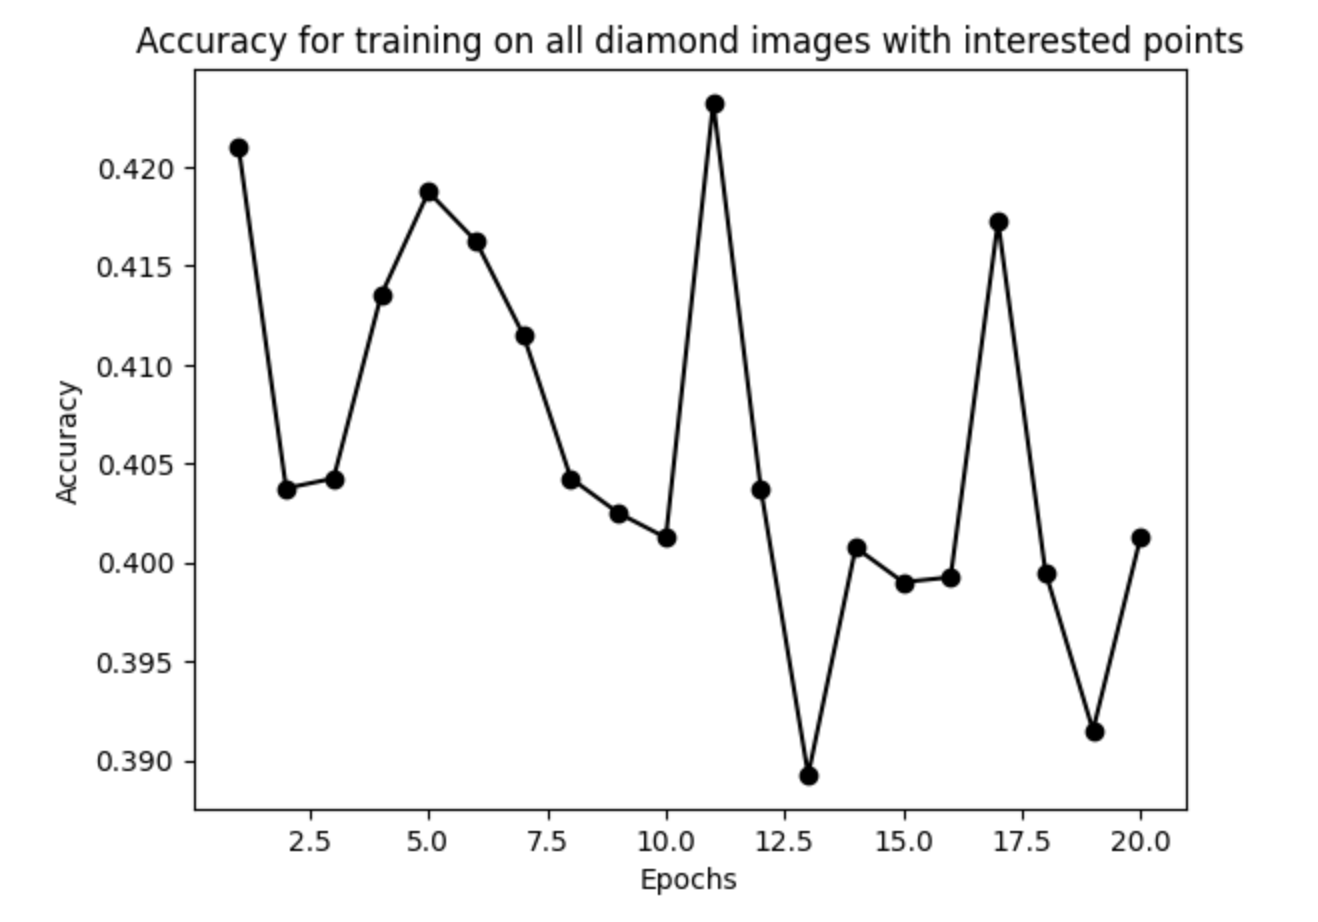 Accuracy for training on all diamond images with interested points
0.420
0.415
0.410
0.405
0.400
0.395
0.390
Accuracy
2.5 5.0 7.5 10.0 12.5 15.0 17.5 20.0
Epochs